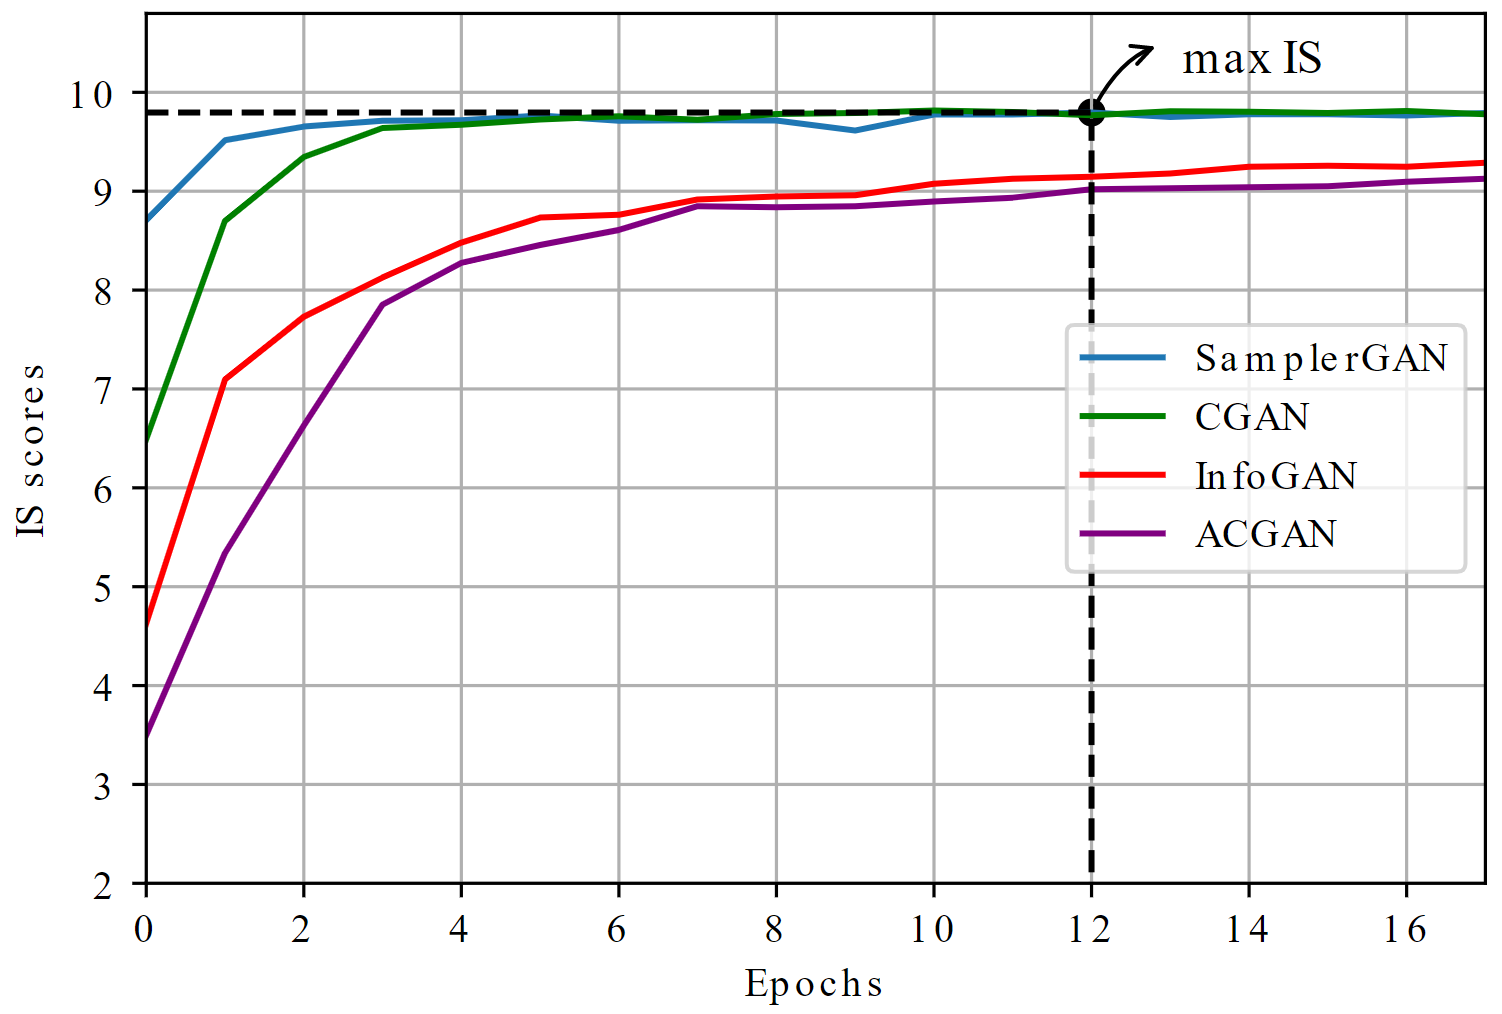 max IS
10
9
8
7
6
5
4
3
2
IS scores
SamplerGAN
CGAN
InfoGAN
ACGAN
0 2 4 6 8 10 12 14 16
Epochs